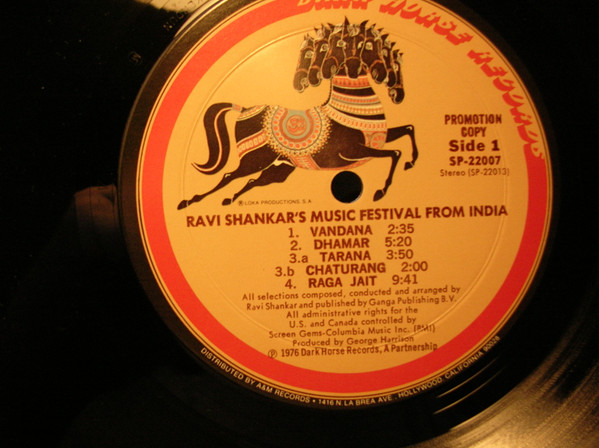 DARK HORSE RECORDS
PROMOTION
COPY
Side 1
SP-22007
Stereo (SP-22013)
® LOKA PRODUCTIONS, S.A
RAVI SHANKAR'S MUSIC FESTIVAL FROM INDIA
1. VANDANA 2:35
2. DHAMAR 5:20
3.a TARANA 3:50
3.b CHATURANG 2:00
4. RAGA JAIT 9:41
All selections composed, conducted and arranged by
Ravi Shankar and published by Ganga Publishing B.V.
All administrative rights for the
U.S. and Canada controlled by
Screen Gems-Columbia Music Inc. (BMI)
Produced by George Harrison
℗ 1976 Dark Horse Records, A Partnership
DISTRIBUTED BY A&M RECORDS • 1416 N LA BREA AVE., HOLLYWOOD, CALIFORNIA 90028